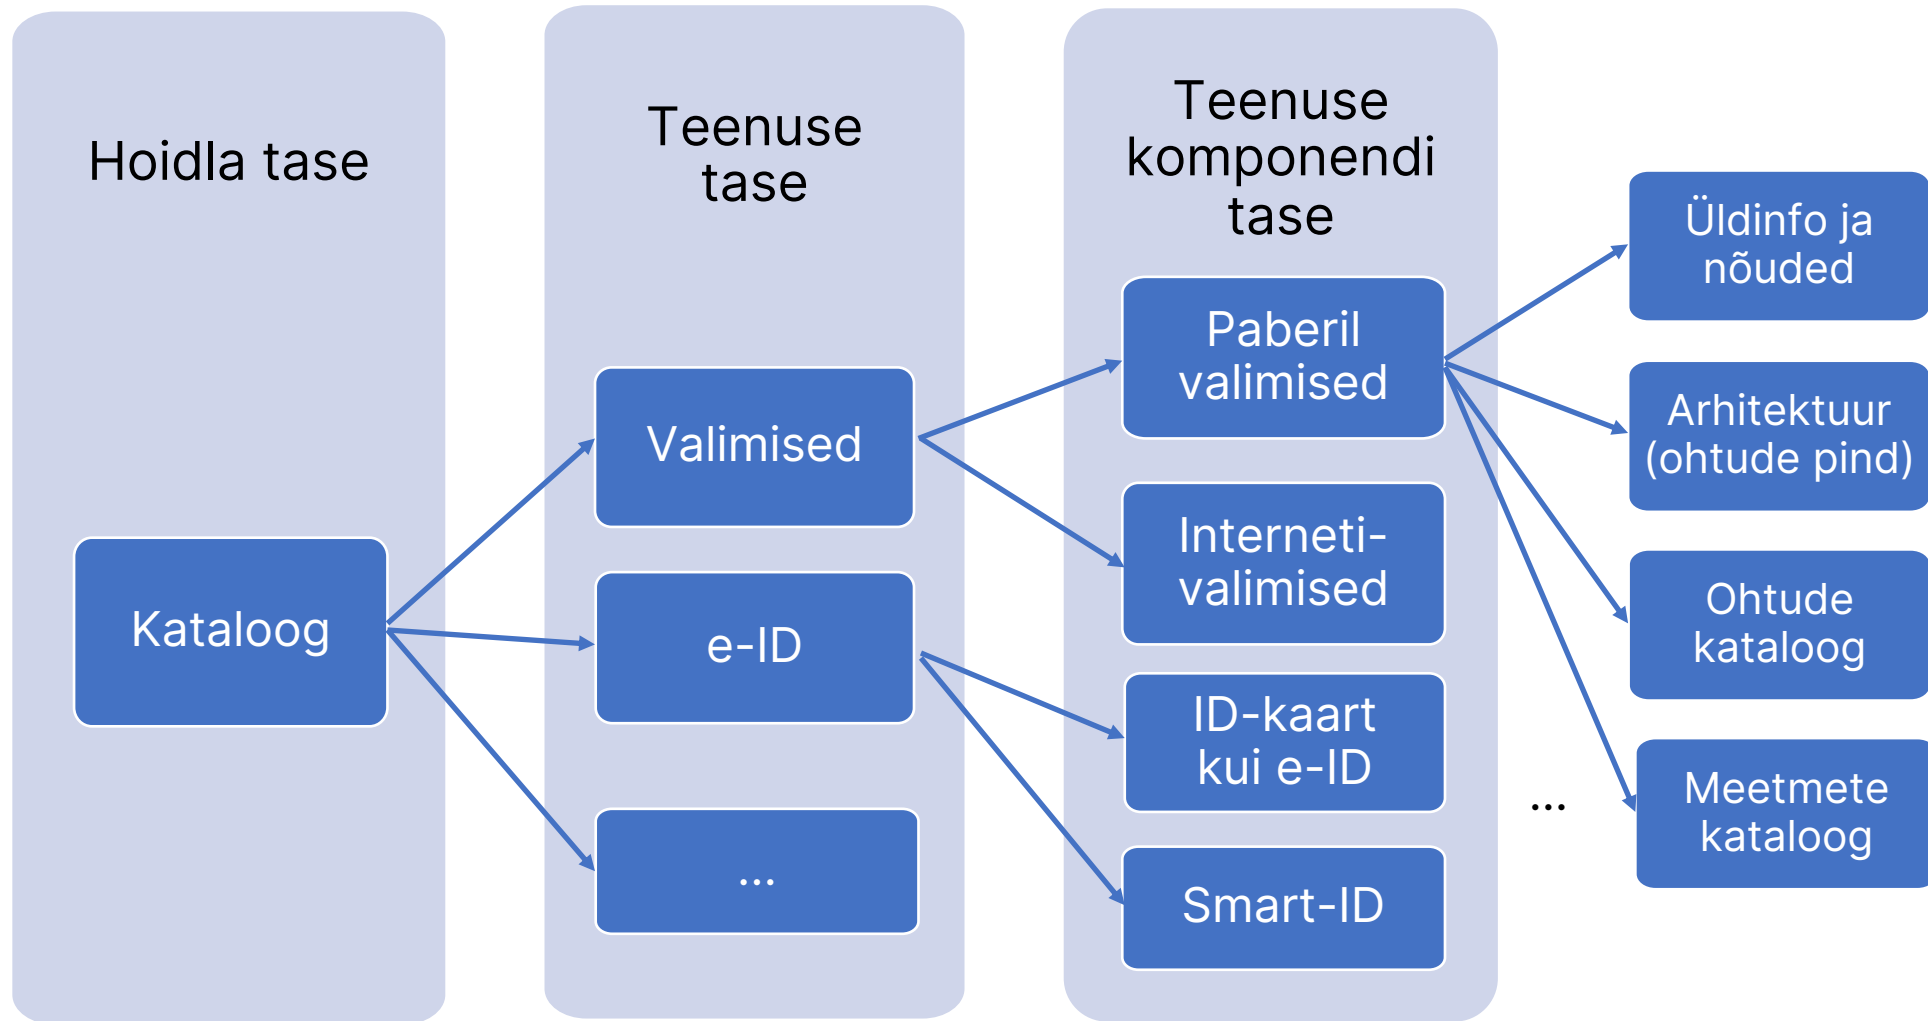 Hoidla tase
Kataloog
Teenuse
tase
Valimised
e-ID
...
Teenuse
komponendi
tase
Paberil
valimised
Interneti-
valimised
ID-kaart
kui e-ID
Smart-ID
...
Üldinfo ja
nõuded
Arhitektuur
(ohtude pind)
Ohtude
kataloog
Meetmete
kataloog